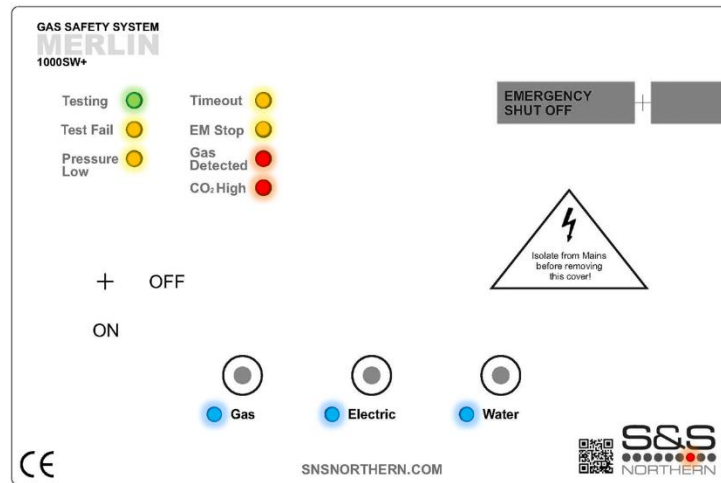 GAS SAFETY SYSTEM
MERLIN
1000SW+
Testing
Test Fail
Pressure
Low
Timeout
EM Stop
Gas
Detected
CO₂ High
EMERGENCY
SHUT OFF
Isolate from Mains
before removing
this cover!
OFF
ON
Gas
Electric
Water
CE
SNSNORTHERN.COM
S&S
NORTHERN